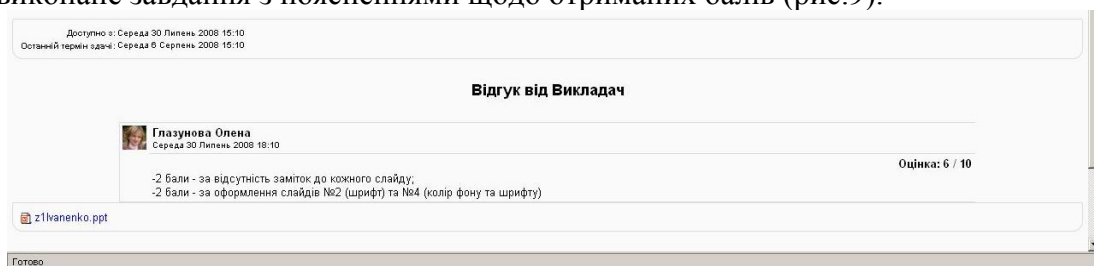 виконане завдання з поясненнями щодо отриманих балів (рис.9).
Доступно з: Середа 30 Липень 2008 15:10
Останній термін здачі: Середа 6 Серпень 2008 15:10
Відгук від Викладач
Глазунова Олена
Середа 30 Липень 2008 18:10
Оцінка: 6 / 10
-2 бали - за відсутність заміток до кожного слайду;
-2 бали - за оформлення слайдів №2 (шрифт) та №4 (колір фону та шрифту)
z1Ivanenko.ppt
Готово